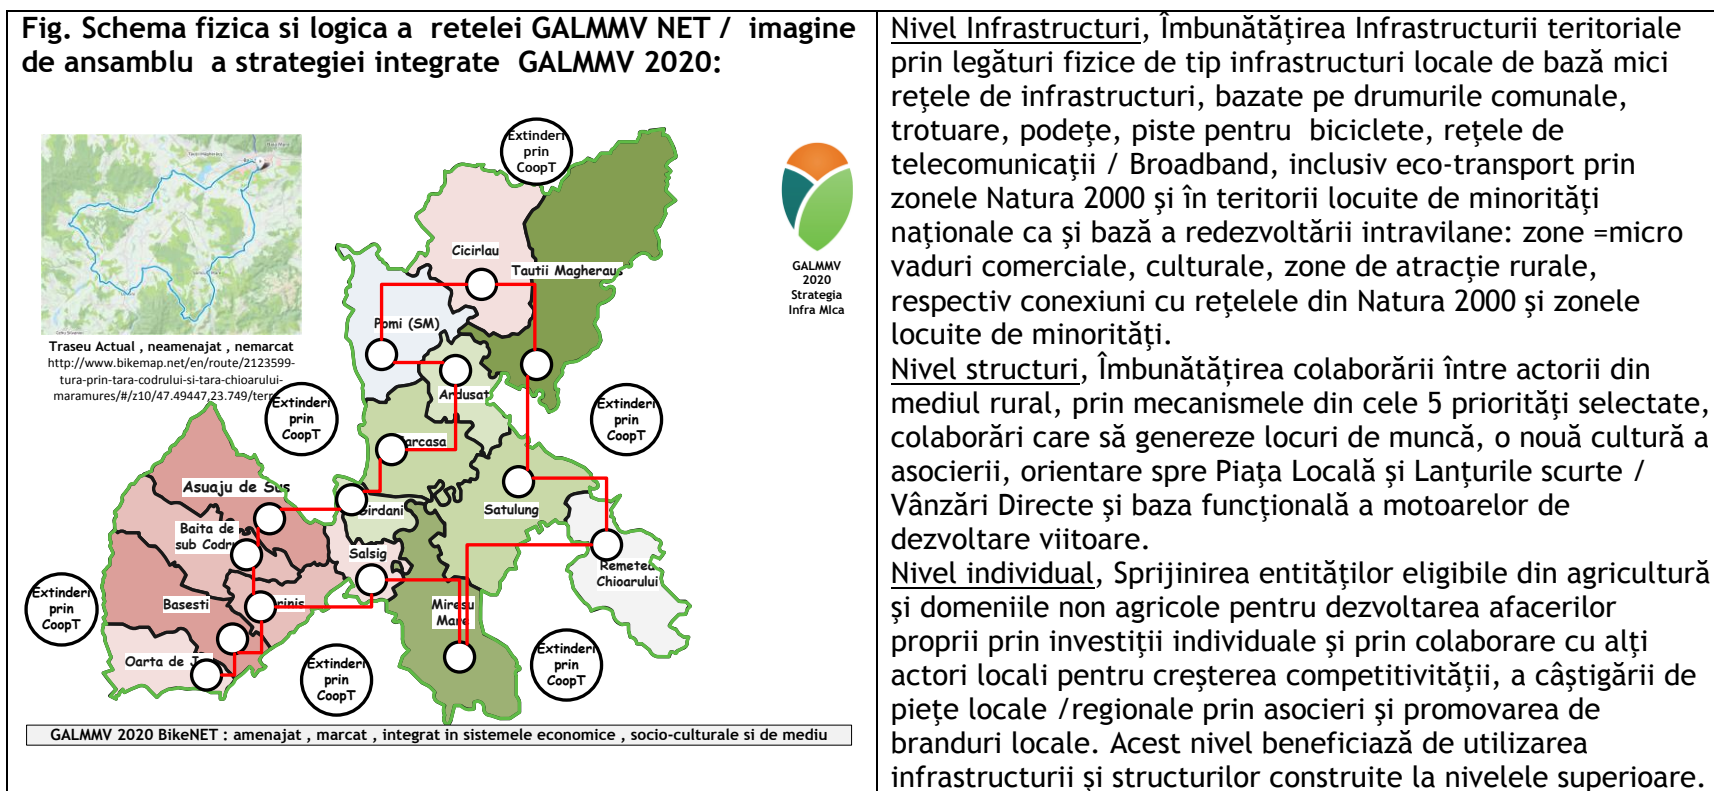 Fig. Schema fizica si logica a retelei GALMMV NET / imagine
de ansamblu a strategiei integrate GALMMV 2020:
Extinderi
prin
CoopT
Cicirlau
Tautii Magheraus
GALMMV
2020
Strategia
Infra MIca
Pomi (SM)
Traseu Actual , neamenajat , nemarcat
http://www.bikemap.net/en/route/2123599-
tura-prin-tara-codrului-si-tara-chioarului-
maramures/#/z10/47.49447,23.749/terr
Ardusat
Extinderi
prin
CoopT
Extinderi
prin
CoopT
arcasa
Asuaju de Sus
Girdani
Satulung
Baita de
sub Codru
Salsig
Remetea
Chioarului
Extinderi
prin
CoopT
Basesti
rinis
Miresu
Mare
Oarta de J
Extinderi
prin
CoopT
Extinderi
prin
CoopT
GALMMV 2020 BikeNET : amenajat , marcat , integrat in sistemele economice , socio-culturale si de mediu
Nivel Infrastructuri, Îmbunătăţirea Infrastructurii teritoriale
prin legături fizice de tip infrastructuri locale de bază mici
reţele de infrastructuri, bazate pe drumurile comunale,
trotuare, podeţe, piste pentru biciclete, reţele de
telecomunicaţii / Broadband, inclusiv eco-transport prin
zonele Natura 2000 şi în teritorii locuite de minorităţi
naţionale ca şi bază a redezvoltării intravilane: zone =micro
vaduri comerciale, culturale, zone de atracţie rurale,
respectiv conexiuni cu reţelele din Natura 2000 şi zonele
locuite de minorităţi.
Nivel structuri, Îmbunătățirea colaborării între actorii din
mediul rural, prin mecanismele din cele 5 priorităţi selectate,
colaborări care să genereze locuri de muncă, o nouă cultură a
asocierii, orientare spre Piaţa Locală şi Lanţurile scurte /
Vânzări Directe şi baza funcţională a motoarelor de
dezvoltare viitoare.
Nivel individual, Sprijinirea entităţilor eligibile din agricultură
şi domeniile non agricole pentru dezvoltarea afacerilor
proprii prin investiţii individuale şi prin colaborare cu alţi
actori locali pentru creşterea competitivităţii, a câştigării de
pieţe locale /regionale prin asocieri şi promovarea de
branduri locale. Acest nivel beneficiază de utilizarea
infrastructurii şi structurilor construite la nivelele superioare.